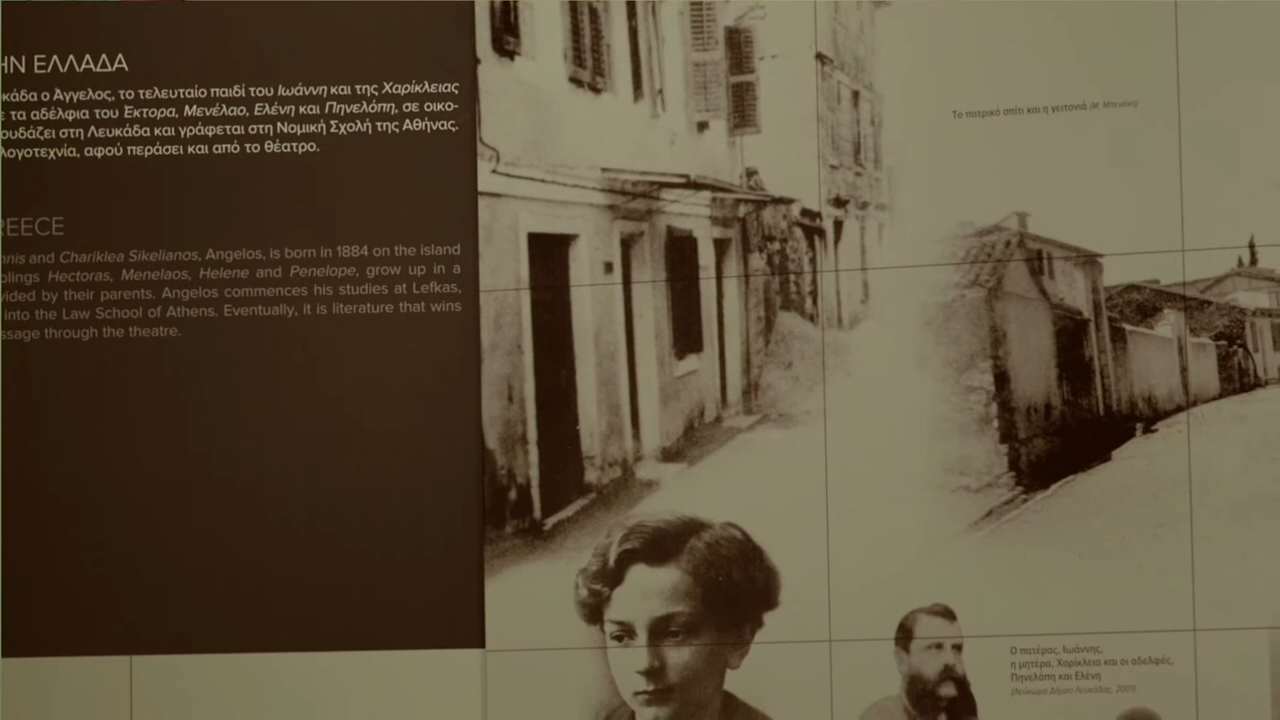 ΗΝ ΕΛΛΑΔΑ
κάδα ο Άγγελος, το τελευταίο παιδί του Ιωάννη και της Χαρίκλειας
ε τα αδέλφια του Έκτορα, Μενέλαο, Ελένη και Πηνελόπη, σε οικο-
ουδάζει στη Λευκάδα και γράφεται στη Νομική Σχολή της Αθήνας.
λογοτεχνία, αφού περάσει και από το θέατρο.
REECE
nnis and Chariklea Sikelianos, Angelos, is born in 1884 on the island
blings Hectoras, Menelaos, Helene and Penelope, grow up in a
vided by their parents. Angelos commences his studies at Lefkas,
into the Law School of Athens. Eventually, it is literature that wins
ssage through the theatre.
Το πατρικό σπίτι και η γειτονιά (Μ. Μπενάκη)
Ο πατέρας, Ιωάννης,
η μητέρα, Χαρίκλεια και οι αδελφές,
Πηνελόπη και Ελένη
(Λεύκωμα Δήμου Λευκάδας, 2001)